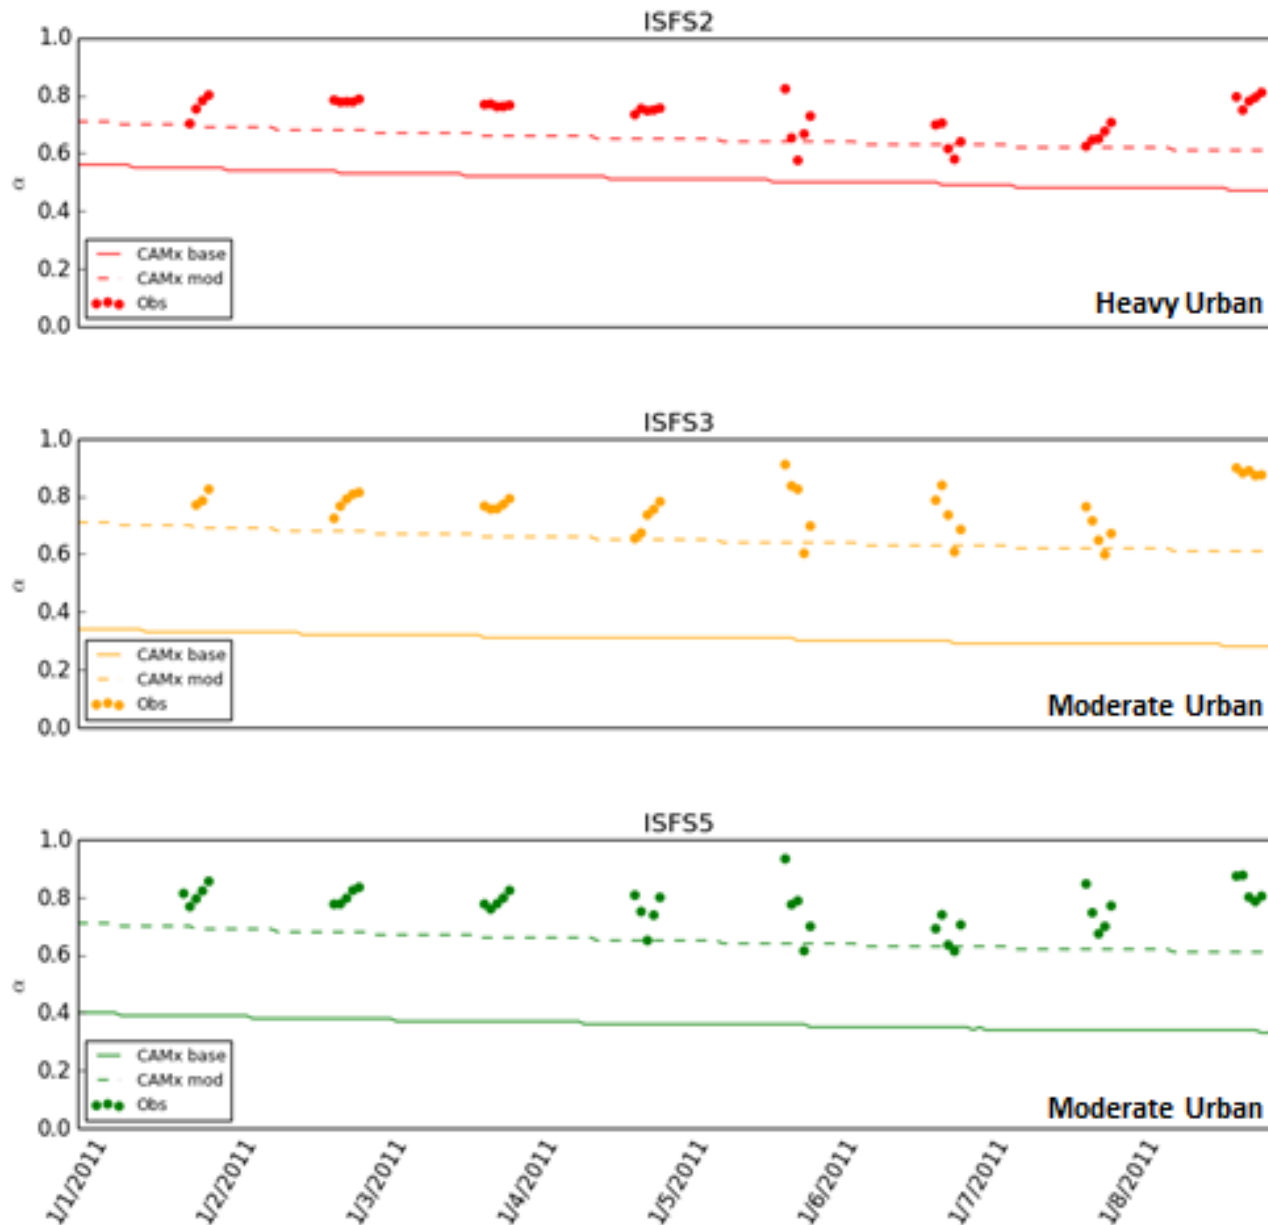 ISFS2
1.0
0.8
0.6
α
0.4
0.2
0.0
CAMx base
CAMx mod
Obs
Heavy Urban
ISFS3
1.0
0.8
0.6
α
0.4
0.2
0.0
CAMx base
CAMx mod
Obs
Moderate Urban
ISFS5
1.0
0.8
0.6
α
0.4
0.2
0.0
CAMx base
CAMx mod
Obs
Moderate Urban
1/1/2011
1/2/2011
1/3/2011
1/4/2011
1/5/2011
1/6/2011
1/7/2011
1/8/2011